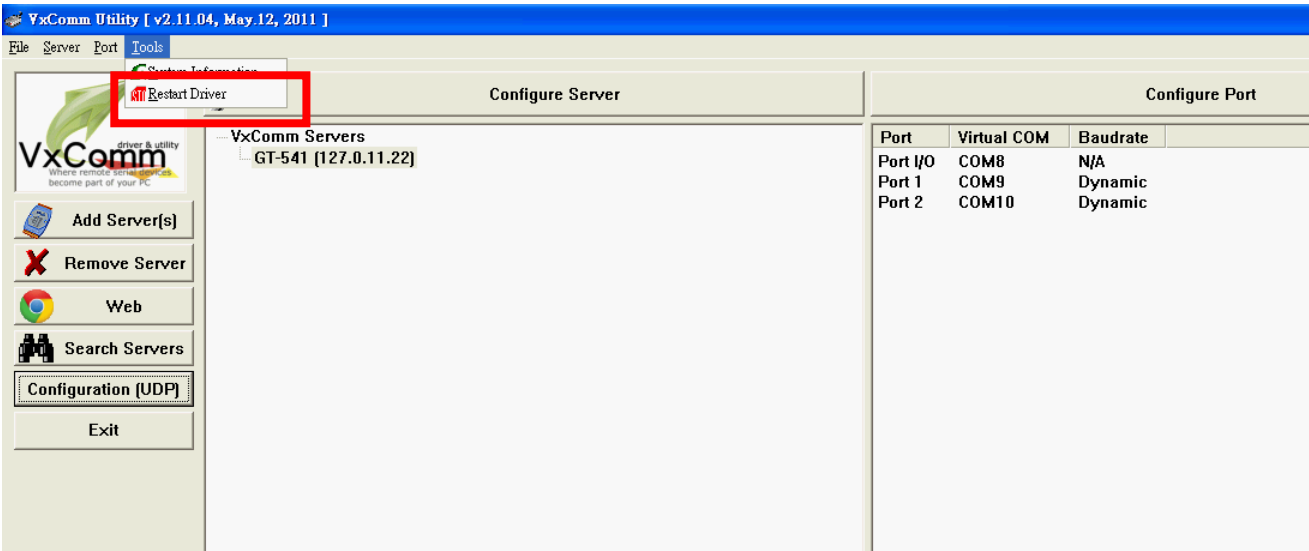 VxComm Utility [ v2.11.04, May.12, 2011 ]
File Server Port Tools
System Information
Restart Driver
Configure Server
Configure Port
driver & utility
VxComm
Where remote serial devices
become part of your PC
Add Server(s)
Remove Server
Web
Search Servers
Configuration (UDP)
Exit
VxComm Servers
GT-541 (127.0.11.22)
Port Virtual COM Baudrate
Port I/O COM8 N/A
Port 1 COM9 Dynamic
Port 2 COM10 Dynamic